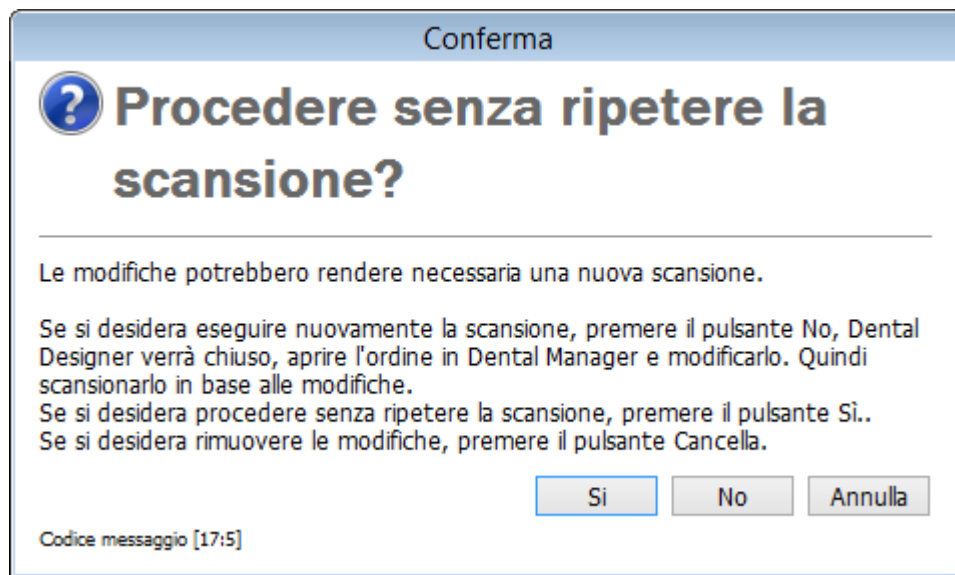 Conferma
Procedere senza ripetere la
scansione?
Le modifiche potrebbero rendere necessaria una nuova scansione.
Se si desidera eseguire nuovamente la scansione, premere il pulsante No, Dental
Designer verrà chiuso, aprire l'ordine in Dental Manager e modificarlo. Quindi
scansionarlo in base alle modifiche.
Se si desidera procedere senza ripetere la scansione, premere il pulsante Sì..
Se si desidera rimuovere le modifiche, premere il pulsante Cancella.
Si No Annulla
Codice messaggio [17:5]